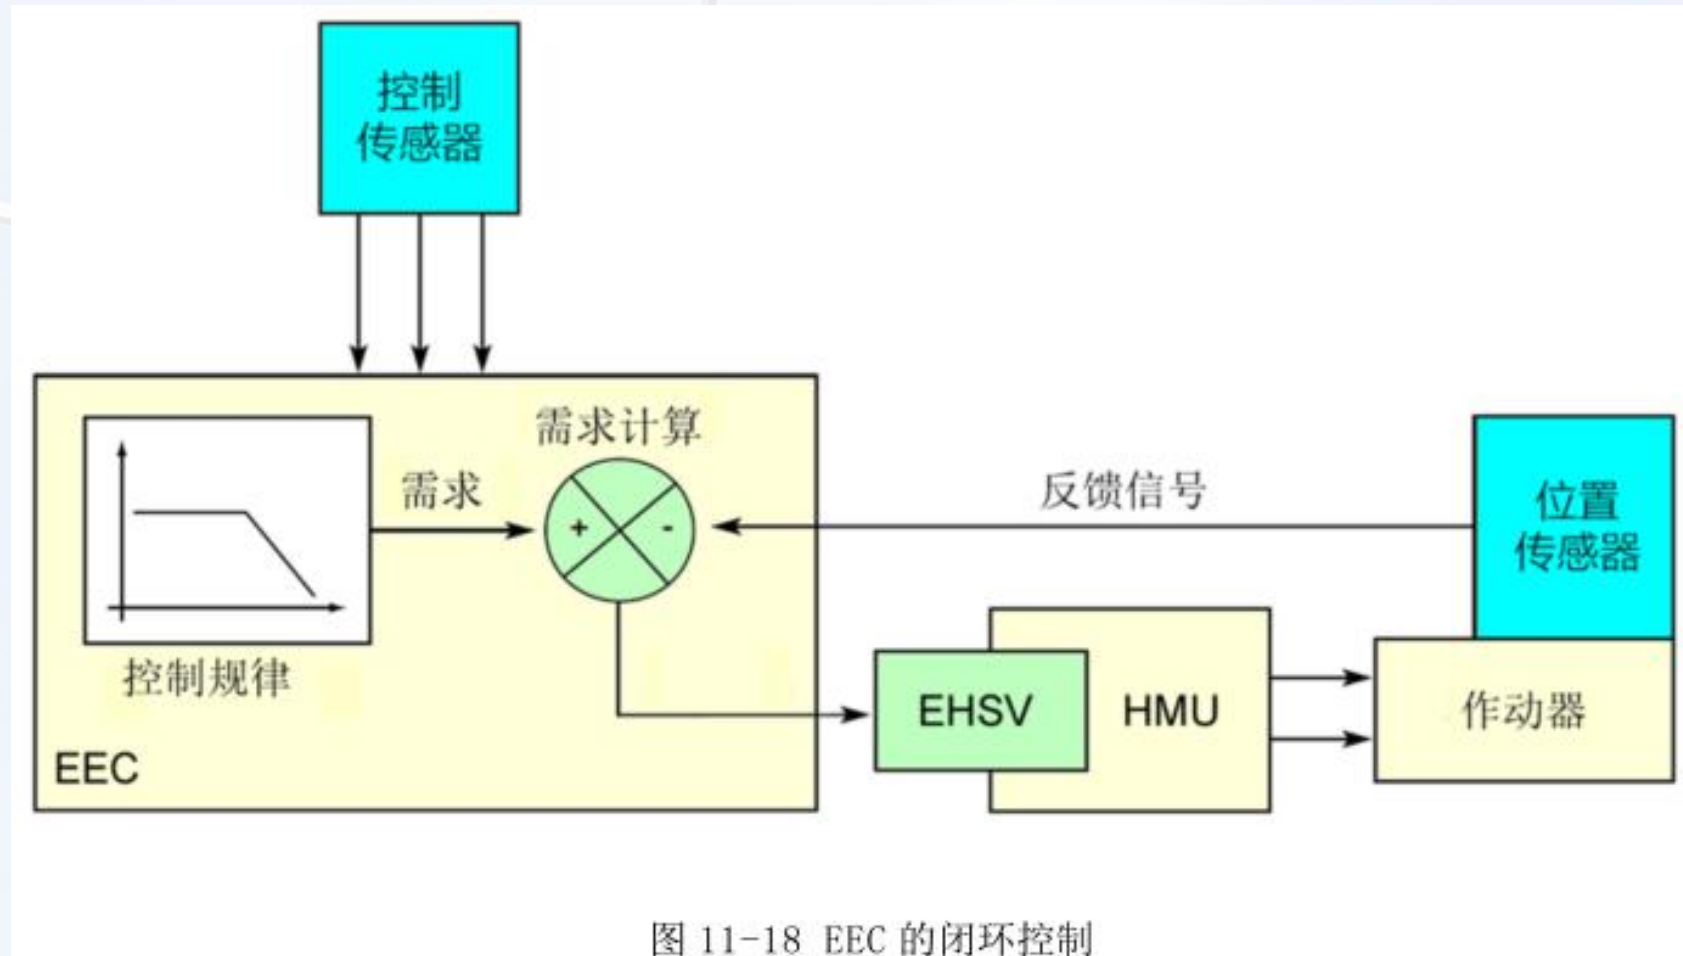 控制
传感器
需求计算
需求
+
-
反馈信号
位置
传感器
控制规律
EHSV
HMU
作动器
EEC
图 11-18 EEC 的闭环控制